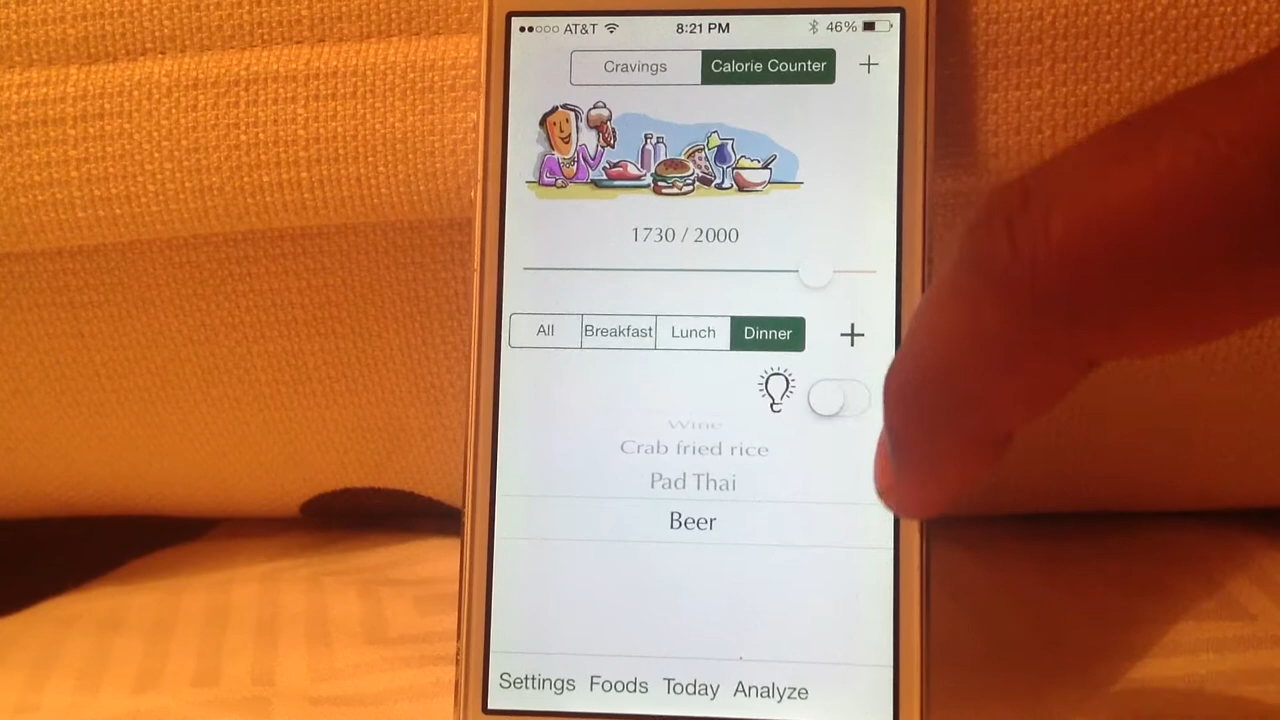 AT&T 8:21 PM 46%
Cravings Calorie Counter +
1730 / 2000
All Breakfast Lunch Dinner +
Wine
Crab fried rice
Pad Thai
Beer
Settings Foods Today Analyze